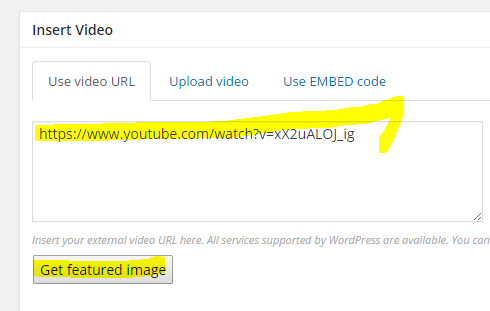 Insert Video
Use video URL Upload video Use EMBED code
https://www.youtube.com/watch?v=xX2uALOJ_ig
Insert your external video URL here. All services supported by WordPress are available. You can
Get featured image